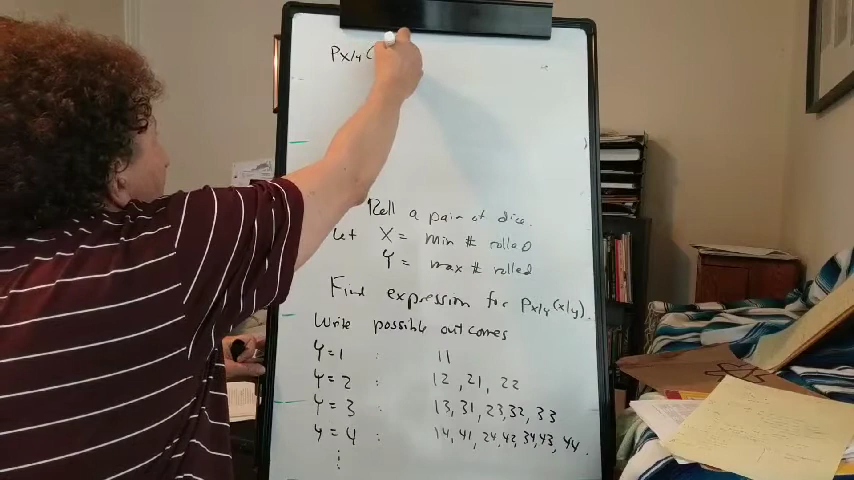 Px/y(
Roll a pair of dice.
Let X = min # rolled
Y = max # rolled
Find expression for Px/y(x/y).
Write possible outcomes
Y=1 : 11
Y=2 : 12, 21, 22
Y=3 : 13, 31, 23, 32, 33
Y=4 : 14, 41, 24, 42, 34, 43, 44.
⋮